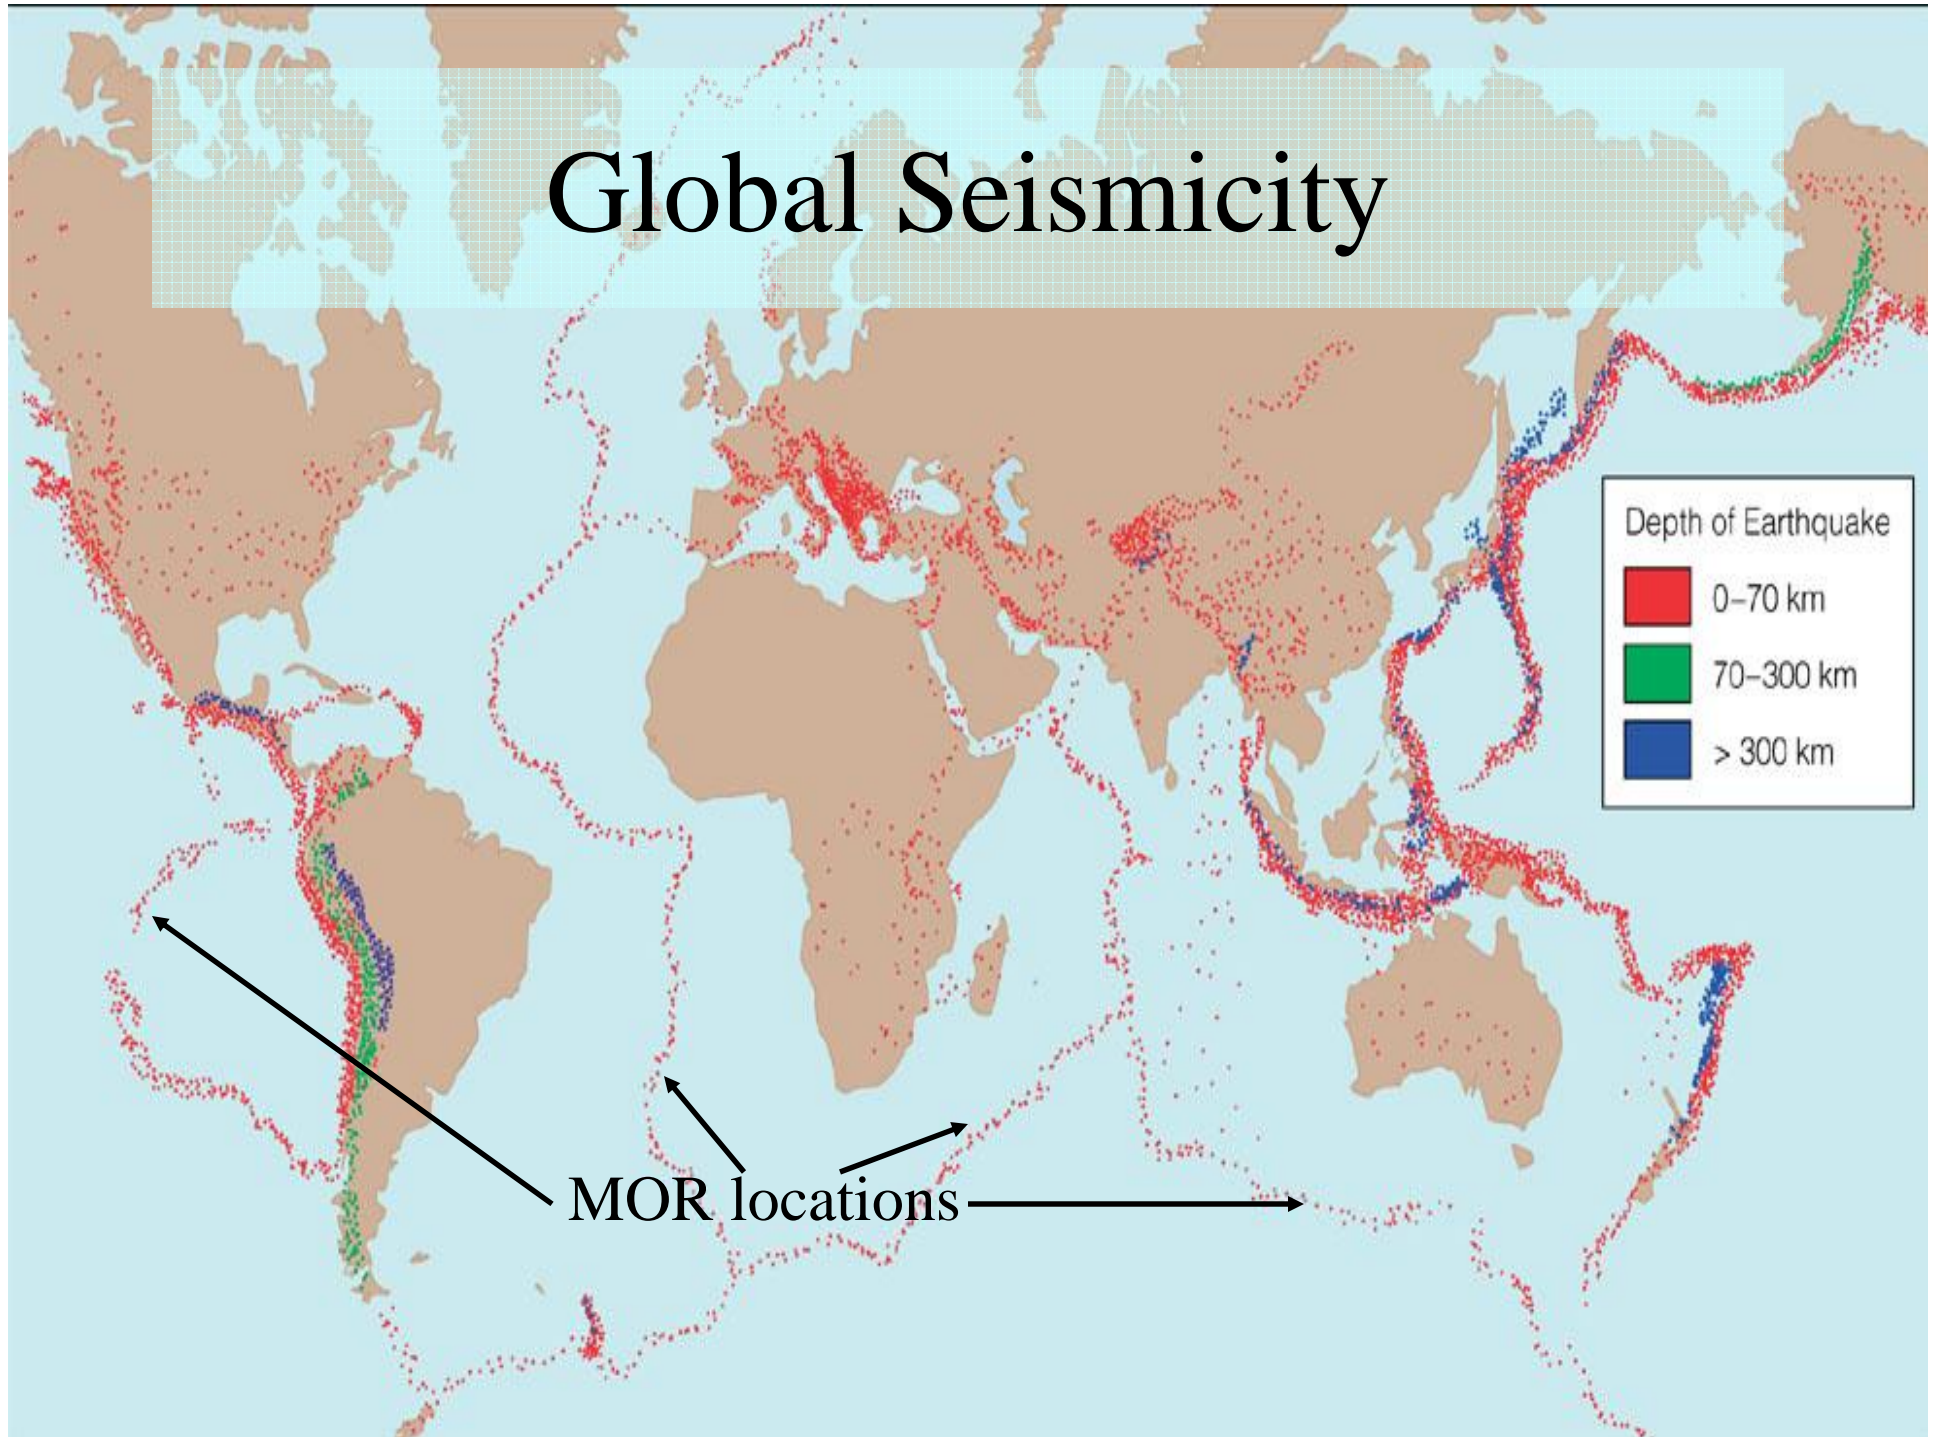 Global Seismicity
Depth of Earthquake
0–70 km
70–300 km
> 300 km
MOR locations